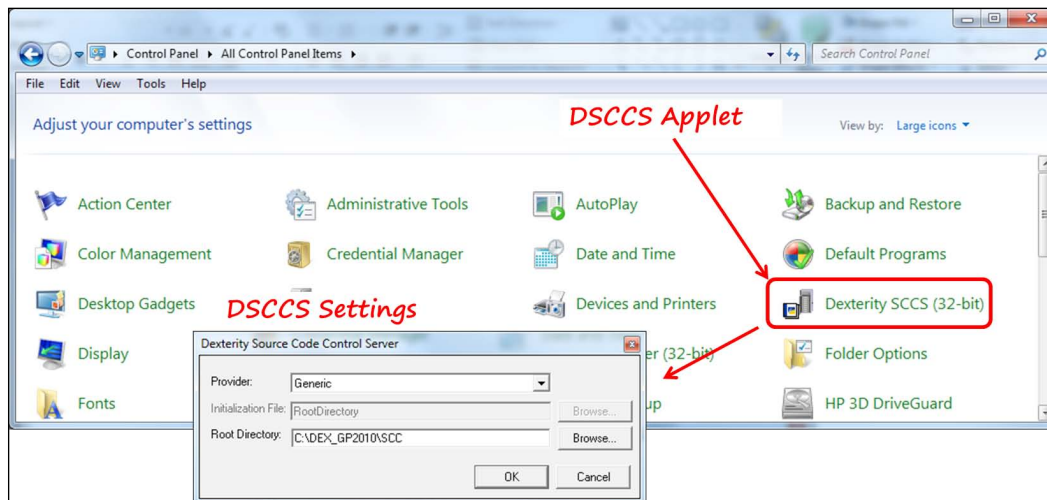 Control Panel ▸ All Control Panel Items ▸
Search Control Panel
File Edit View Tools Help
Adjust your computer's settings
DSCCS Applet
View by: Large icons
Action Center
Administrative Tools
AutoPlay
Backup and Restore
Color Management
Credential Manager
Date and Time
Default Programs
Desktop Gadgets
DSCCS Settings
Devices and Printers
Dexterity SCCS (32-bit)
Display
er (32-bit)
Folder Options
Fonts
up
HP 3D DriveGuard
Dexterity Source Code Control Server
Provider: Generic
Initialization File: RootDirectory Browse...
Root Directory: C:\DEX_GP2010\SCC Browse...
OK Cancel